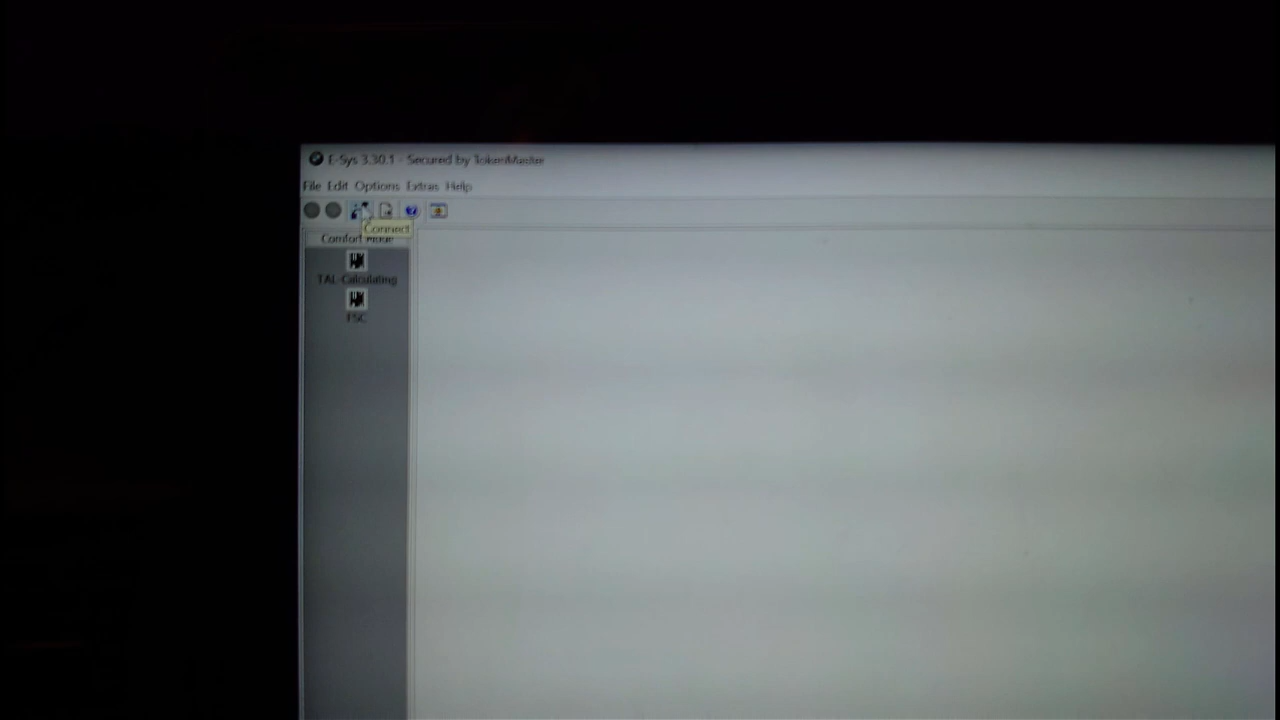 E-Sys 3.30.1 - Secured by TokenMaster
File Edit Options Extras Help
Connect
Comfort Mode
TAL-Calculating
FSC